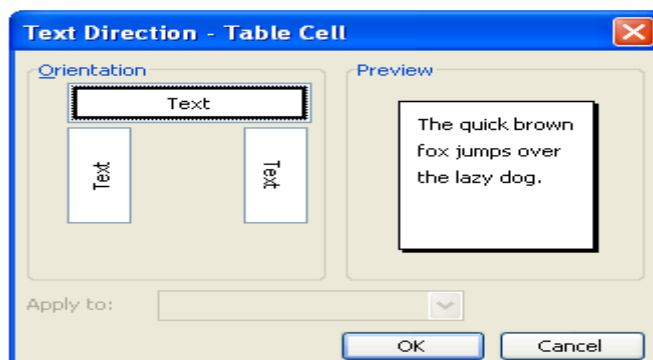 Text Direction - Table Cell
Orientation
Text
Text
Text
Preview
The quick brown
fox jumps over
the lazy dog.
Apply to:
OK
Cancel